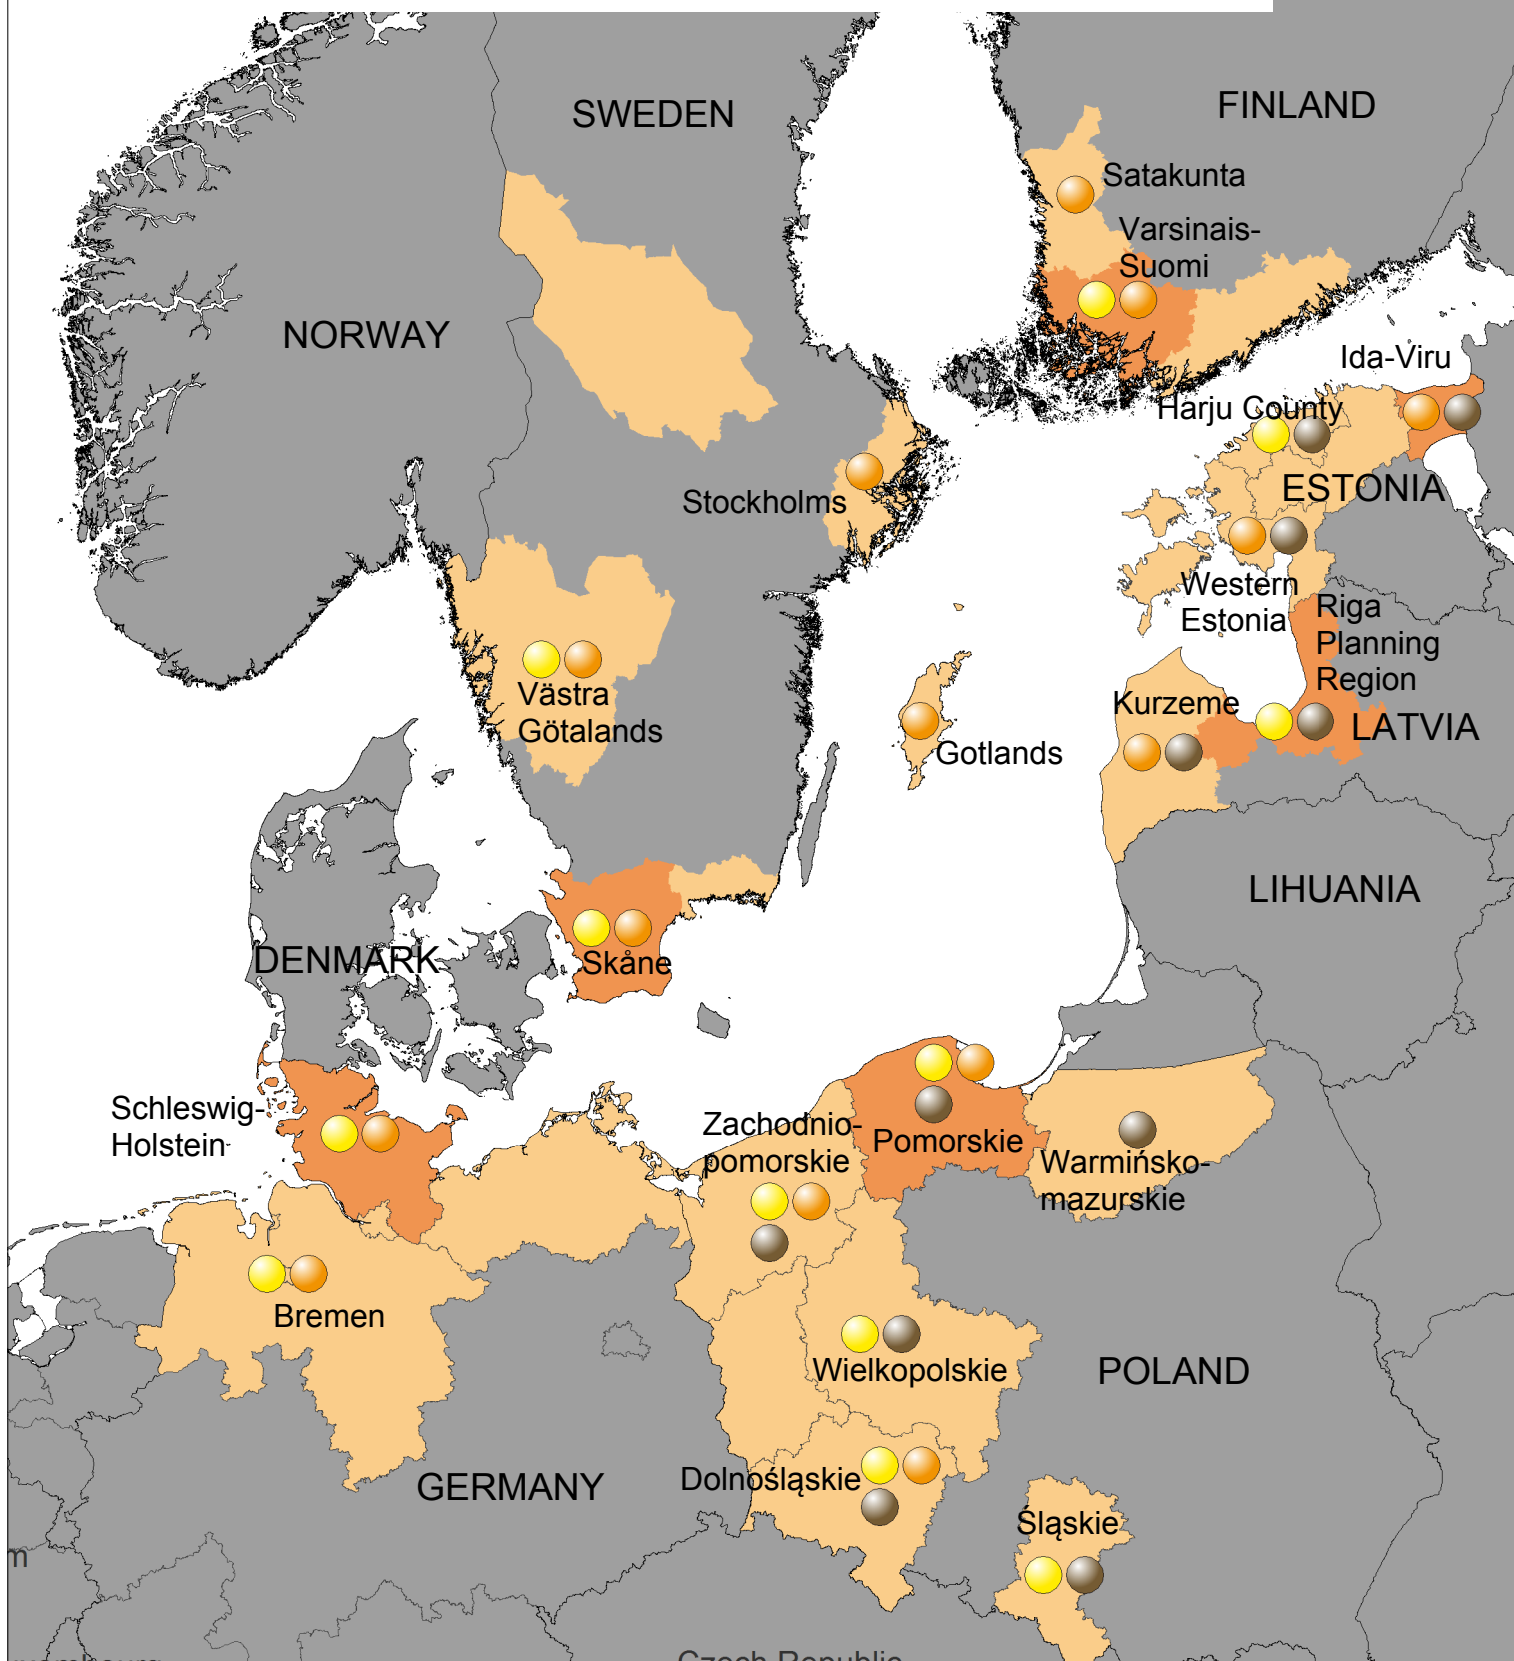 SWEDEN
FINLAND
Satakunta
Varsinais-
Suomi
NORWAY
Ida-Viru
Harju County
Stockholms
ESTONIA
Western
Estonia
Riga
Planning
Region
Västra
Götalands
Kurzeme
LATVIA
Gotlands
LIHUANIA
DENMARK
Skåne
Schleswig-
Holstein
Zachodnio-
pomorskie
Pomorskie
Warmińsko-
mazurskie
Bremen
Wielkopolskie
POLAND
Dolnośląskie
GERMANY
Śląskie
m
Czech Republic